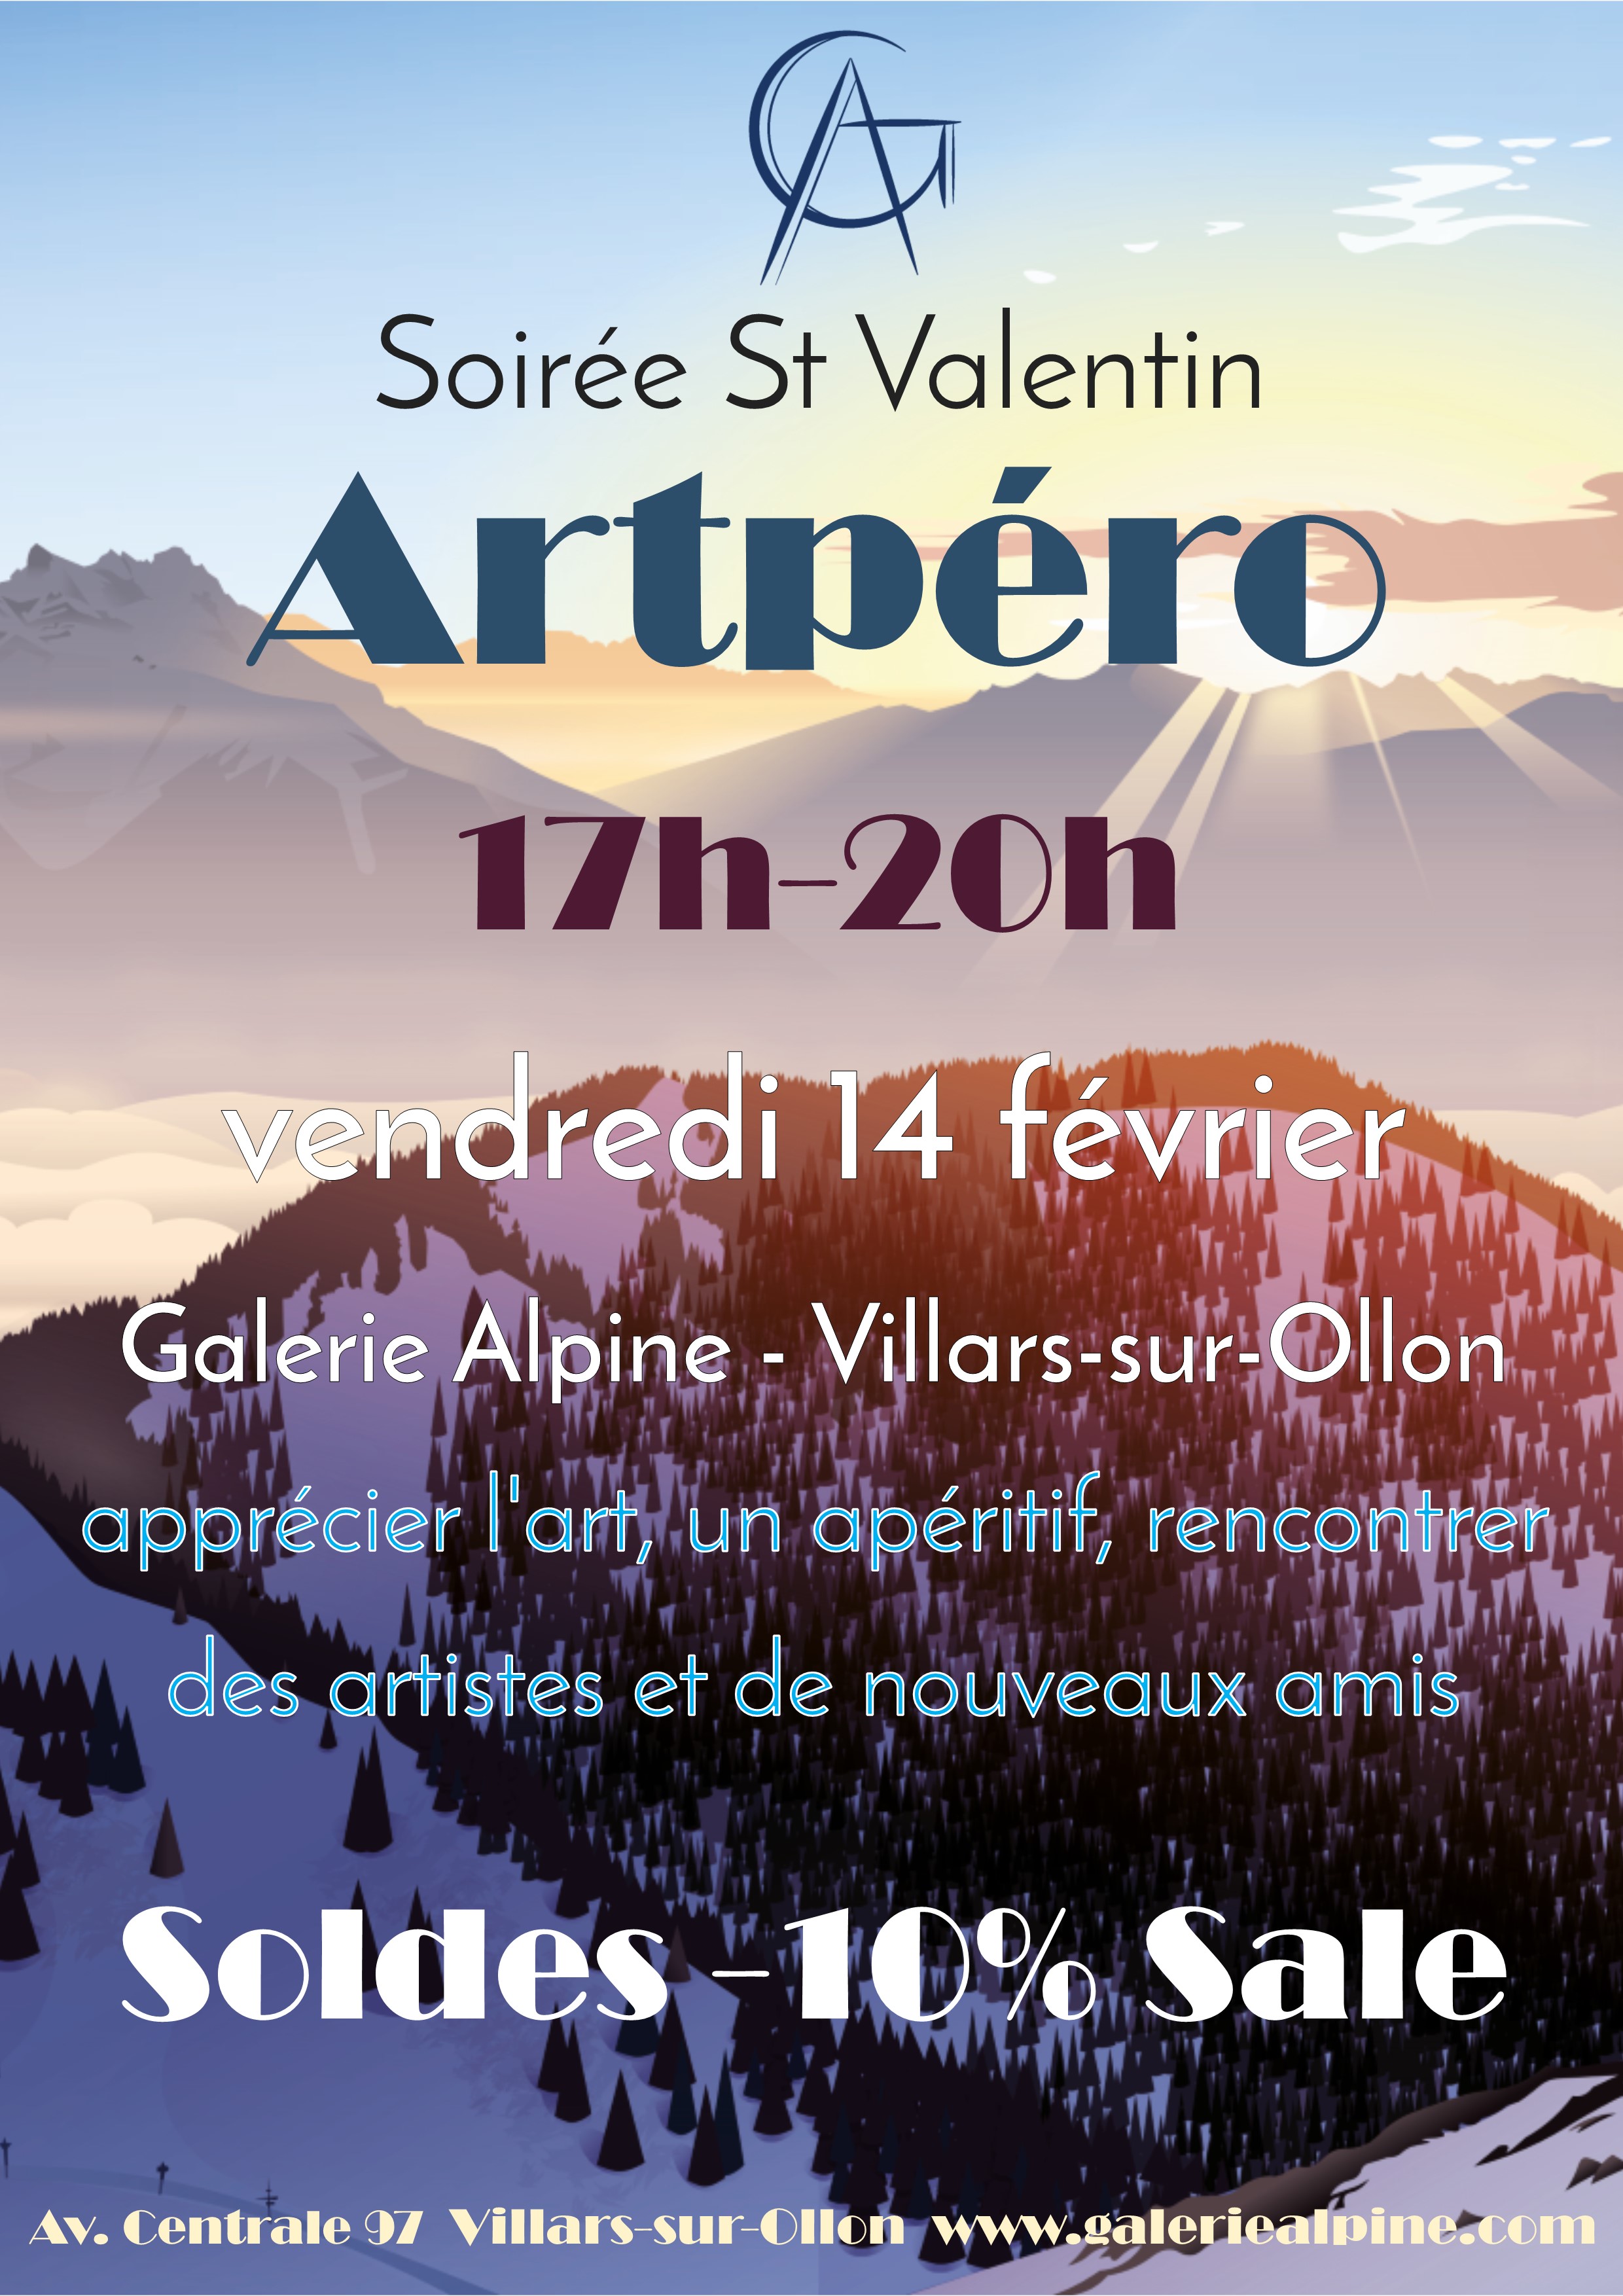 GA
Soirée St Valentin
Artpéro
17h-20h
vendredi 14 février
Galerie Alpine - Villars-sur-Ollon
apprécier l'art, un apéritif, rencontrer
des artistes et de nouveaux amis
Soldes -10% Sale
Av. Centrale 97 Villars-sur-Ollon www.galeriealpine.com